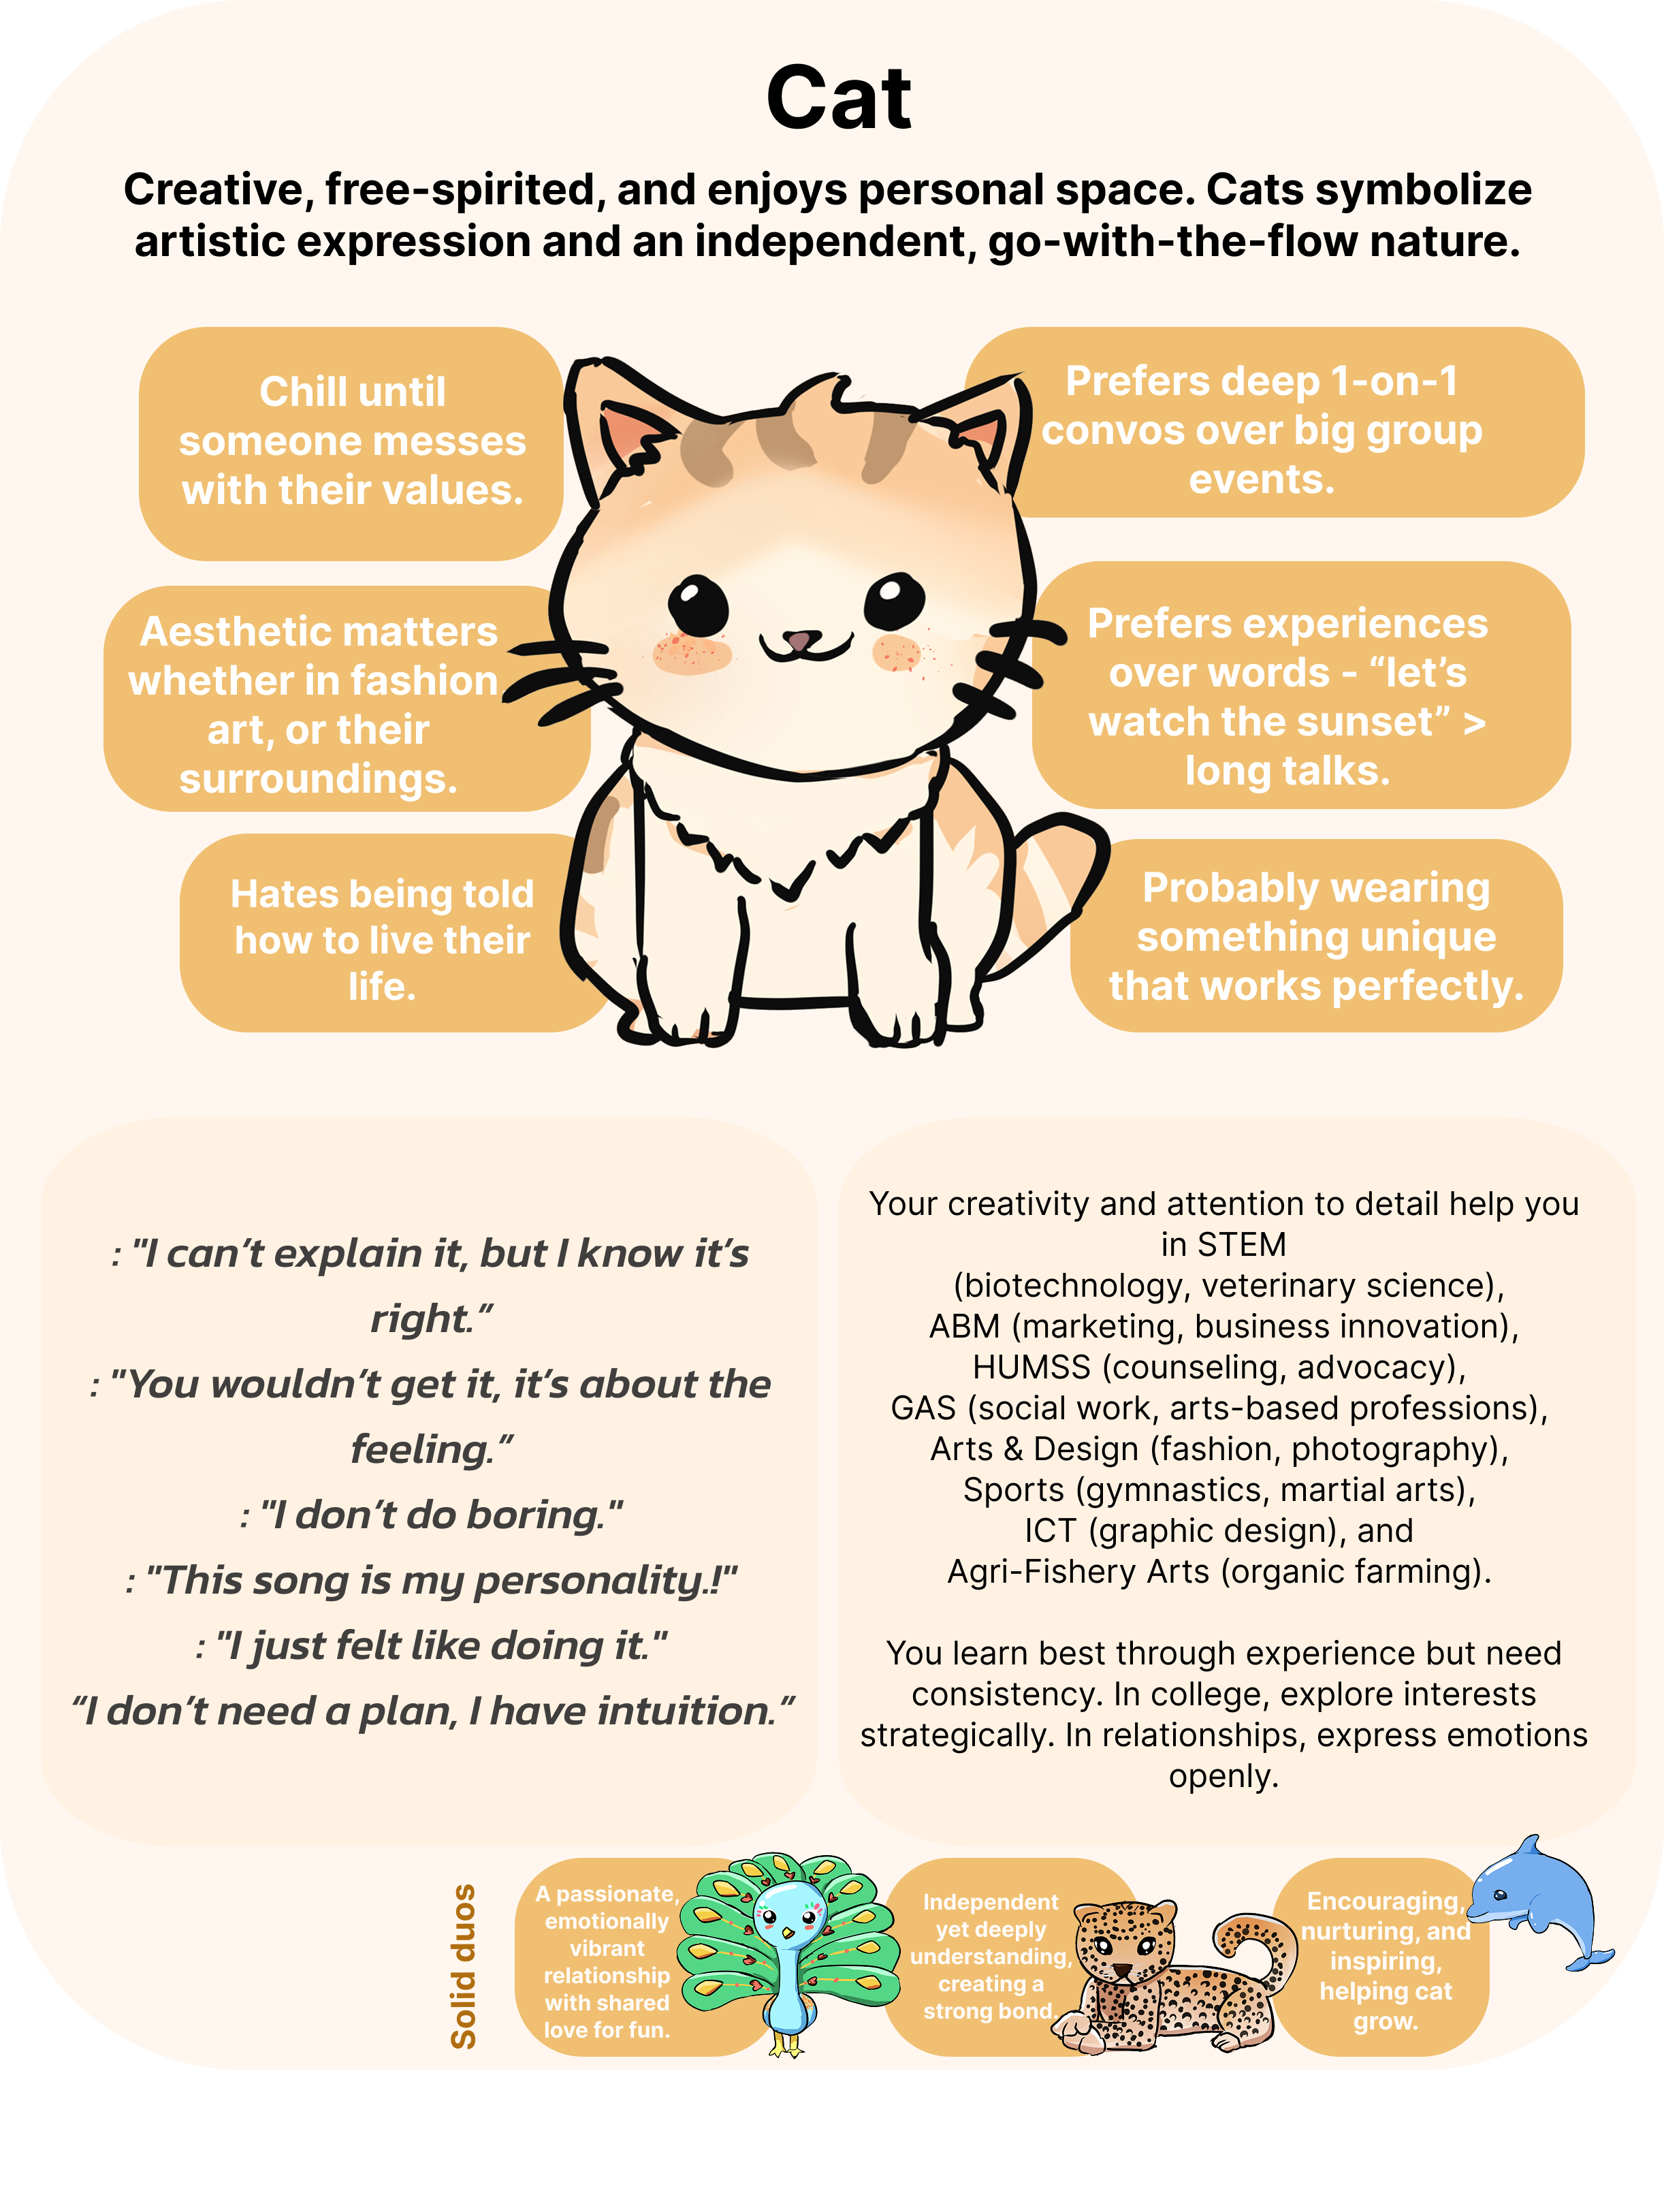 Cat
Creative, free-spirited, and enjoys personal space. Cats symbolize
artistic expression and an independent, go-with-the-flow nature.
Chill until
someone messes
with their values.
Aesthetic matters
whether in fashion
art, or their
surroundings.
Hates being told
how to live their
life.
Prefers deep 1-on-1
convos over big group
events.
Prefers experiences
over words - “let’s
watch the sunset” >
long talks.
Probably wearing
something unique
that works perfectly.
: "I can’t explain it, but I know it’s
right.”
: "You wouldn’t get it, it’s about the
feeling.”
: "I don’t do boring."
: "This song is my personality.!"
: "I just felt like doing it."
“I don’t need a plan, I have intuition.”
Your creativity and attention to detail help you
in STEM
(biotechnology, veterinary science),
ABM (marketing, business innovation),
HUMSS (counseling, advocacy),
GAS (social work, arts-based professions),
Arts & Design (fashion, photography),
Sports (gymnastics, martial arts),
ICT (graphic design), and
Agri-Fishery Arts (organic farming).
You learn best through experience but need
consistency. In college, explore interests
strategically. In relationships, express emotions
openly.
Solid duos
A passionate,
emotionally
vibrant
relationship
with shared
love for fun.
Independent
yet deeply
understanding,
creating a
strong bond.
Encouraging,
nurturing, and
inspiring,
helping cat
grow.